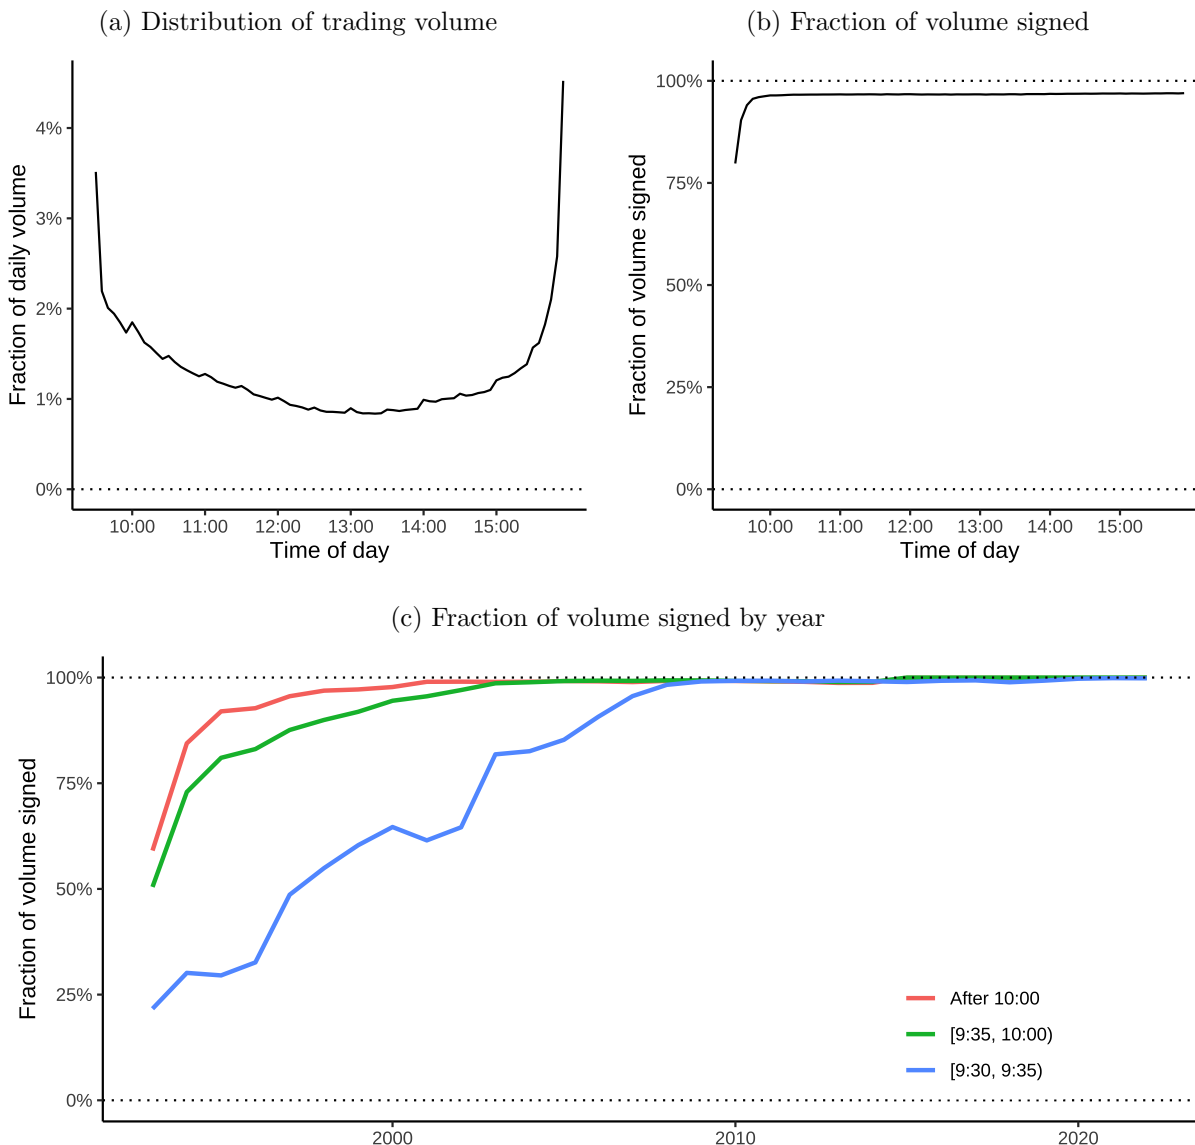 (a) Distribution of trading volume
Fraction of daily volume
4%
3%
2%
1%
0%
10:00 11:00 12:00 13:00 14:00 15:00
Time of day
(b) Fraction of volume signed
Fraction of volume signed
100%
75%
50%
25%
0%
10:00 11:00 12:00 13:00 14:00 15:00
Time of day
(c) Fraction of volume signed by year
Fraction of volume signed
100%
75%
50%
25%
0%
After 10:00
[9:35, 10:00)
[9:30, 9:35)
2000 2010 2020